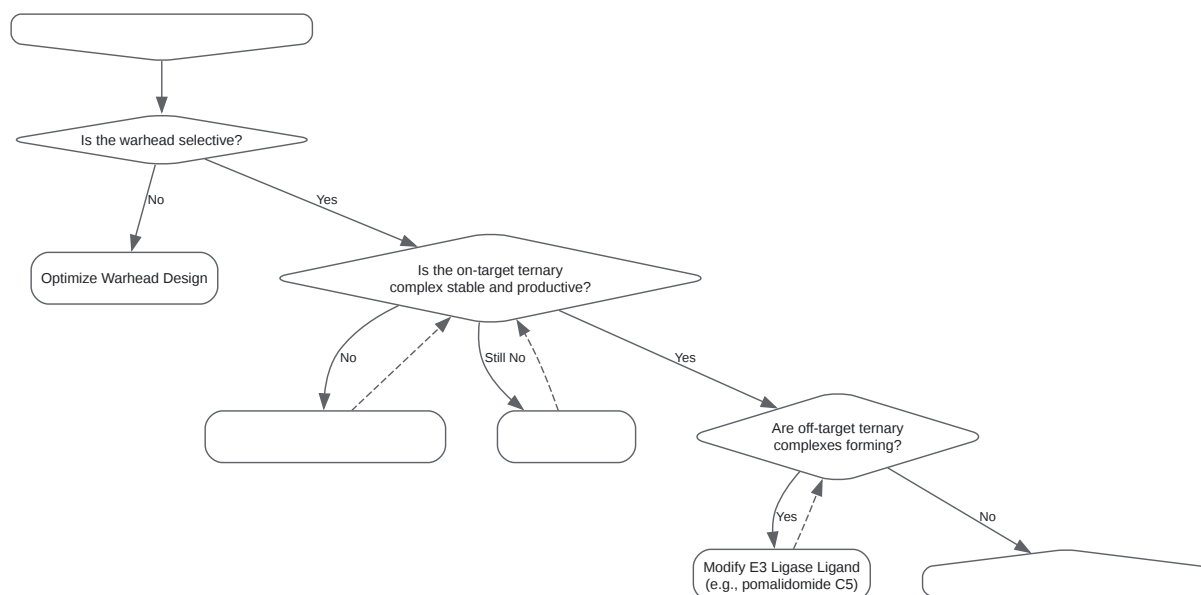 Is the warhead selective?
No
Yes
Optimize Warhead Design
Is the on-target ternary
complex stable and productive?
No
Still No
Yes
Are off-target ternary
complexes forming?
Yes
No
Modify E3 Ligase Ligand
(e.g., pomalidomide C5)